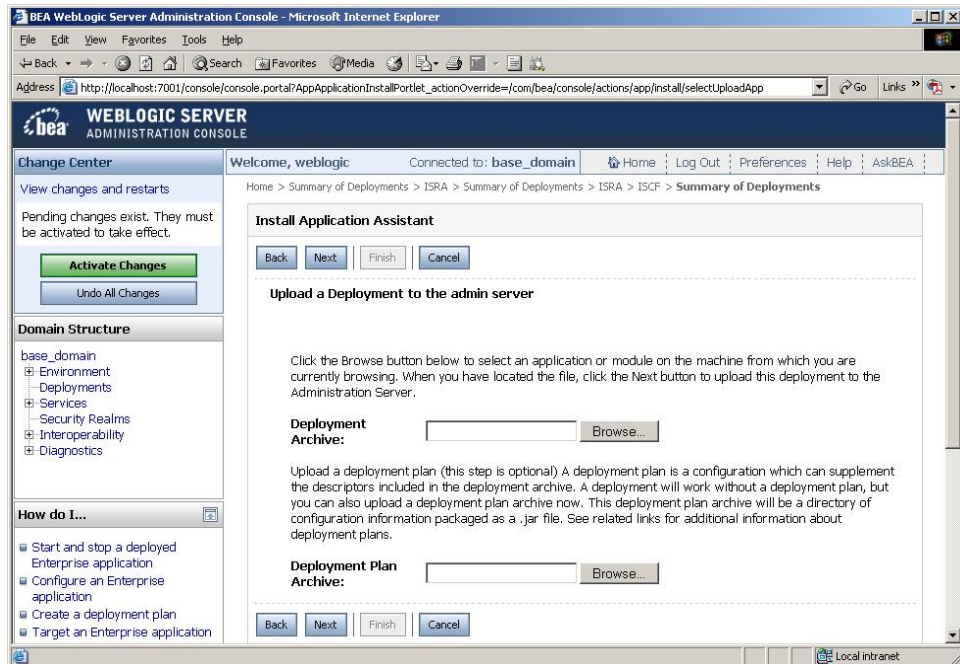 BEA WebLogic Server Administration Console - Microsoft Internet Explorer
File Edit View Favorites Tools Help
Back Search Favorites Media
Address http://localhost:7001/console/console.portal?AppApplicationInstallPortlet_actionOverride=/com/bea/console/actions/app/install/selectUploadApp Go Links »
bea WEBLOGIC SERVER
ADMINISTRATION CONSOLE
Change Center
View changes and restarts
Pending changes exist. They must
be activated to take effect.
Activate Changes
Undo All Changes
Domain Structure
base_domain
Environment
Deployments
Services
Security Realms
Interoperability
Diagnostics
How do I...
Start and stop a deployed
Enterprise application
Configure an Enterprise
application
Create a deployment plan
Target an Enterprise application
Welcome, weblogic Connected to: base_domain Home Log Out Preferences Help AskBEA
Home > Summary of Deployments > ISRA > Summary of Deployments > ISRA > ISCF > Summary of Deployments
Install Application Assistant
Back Next Finish Cancel
Upload a Deployment to the admin server
Click the Browse button below to select an application or module on the machine from which you are
currently browsing. When you have located the file, click the Next button to upload this deployment to the
Administration Server.
Deployment
Archive: Browse...
Upload a deployment plan (this step is optional) A deployment plan is a configuration which can supplement
the descriptors included in the deployment archive. A deployment will work without a deployment plan, but
you can also upload a deployment plan archive now. This deployment plan archive will be a directory of
configuration information packaged as a .jar file. See related links for additional information about
deployment plans.
Deployment Plan
Archive: Browse...
Back Next Finish Cancel
Local intranet